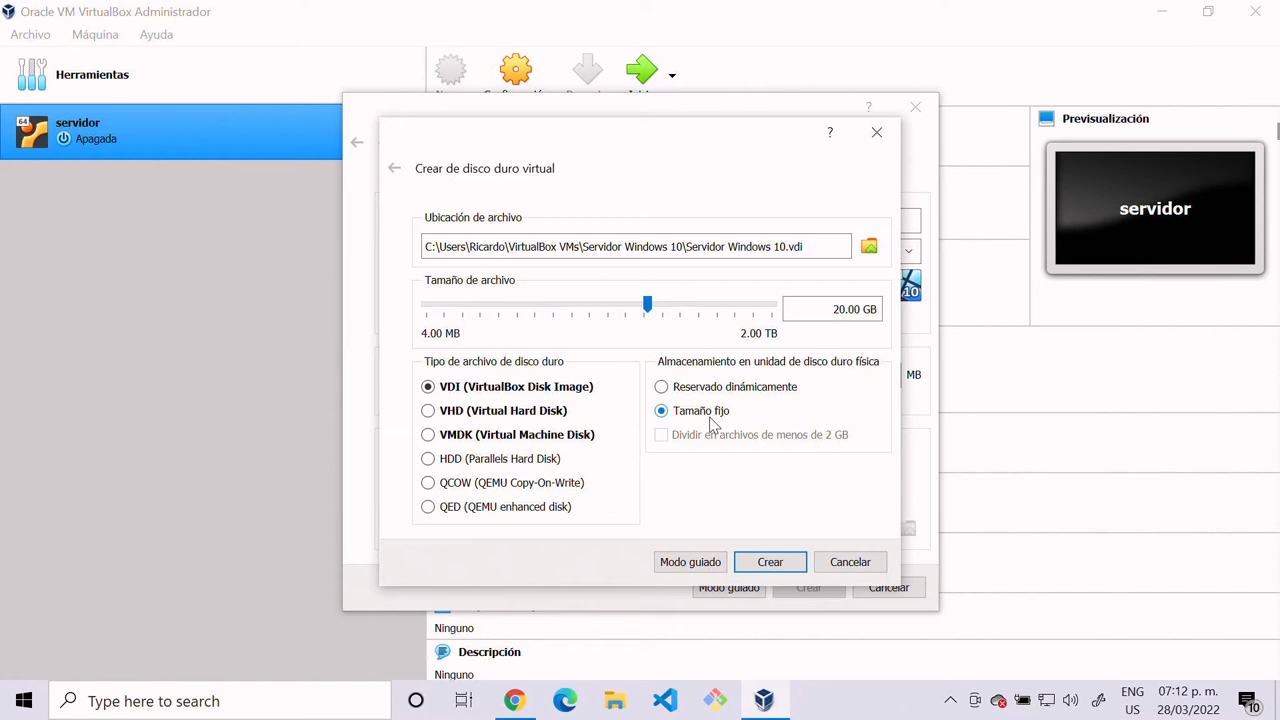 Oracle VM VirtualBox Administrador
Archivo Máquina Ayuda
Herramientas
64
servidor
Apagada
?
?
Previsualización
servidor
Crear de disco duro virtual
Ubicación de archivo
C:\Users\Ricardo\VirtualBox VMs\Servidor Windows 10\Servidor Windows 10.vdi
10
Tamaño de archivo
20.00 GB
4.00 MB 2.00 TB
Tipo de archivo de disco duro
VDI (VirtualBox Disk Image)
VHD (Virtual Hard Disk)
VMDK (Virtual Machine Disk)
HDD (Parallels Hard Disk)
QCOW (QEMU Copy-On-Write)
QED (QEMU enhanced disk)
Almacenamiento en unidad de disco duro física
Reservado dinámicamente
Tamaño fijo
Dividir en archivos de menos de 2 GB
MB
Modo guiado Crear Cancelar
Modo guiado Crear Cancelar
Ninguno
Descripción
Ninguno
Type here to search
ENG
US
07:12 p. m.
28/03/2022
10